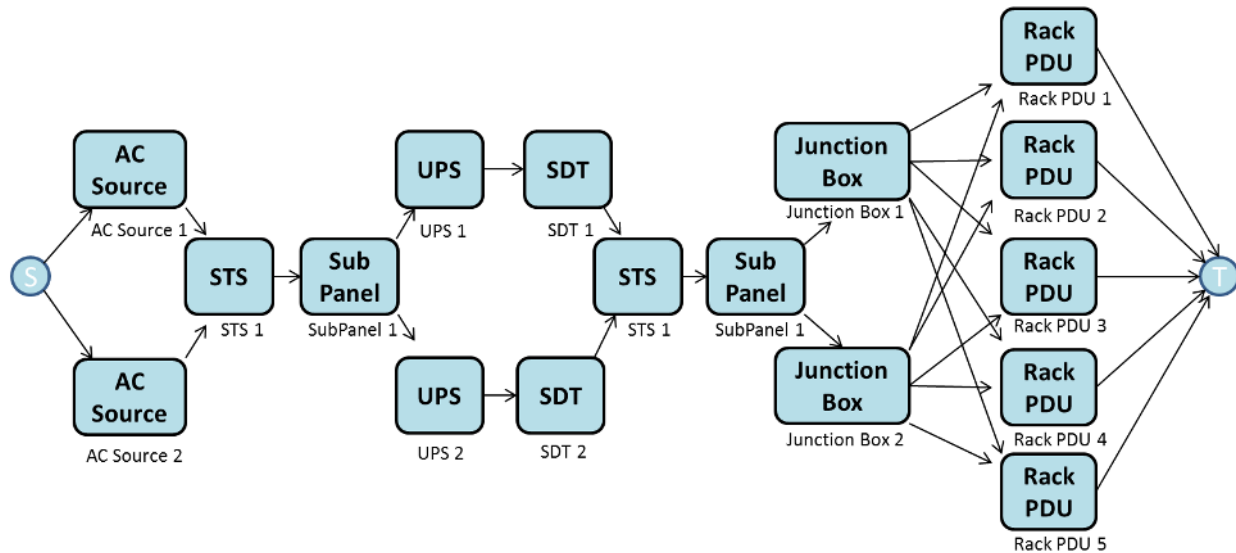 S
AC
Source
AC Source 1
AC
Source
AC Source 2
STS
STS 1
Sub
Panel
SubPanel 1
UPS
UPS 1
SDT
SDT 1
UPS
UPS 2
SDT
SDT 2
STS
STS 1
Sub
Panel
SubPanel 1
Junction
Box
Junction Box 1
Junction
Box
Junction Box 2
Rack
PDU
Rack PDU 1
Rack
PDU
Rack PDU 2
Rack
PDU
Rack PDU 3
Rack
PDU
Rack PDU 4
Rack
PDU
Rack PDU 5
T